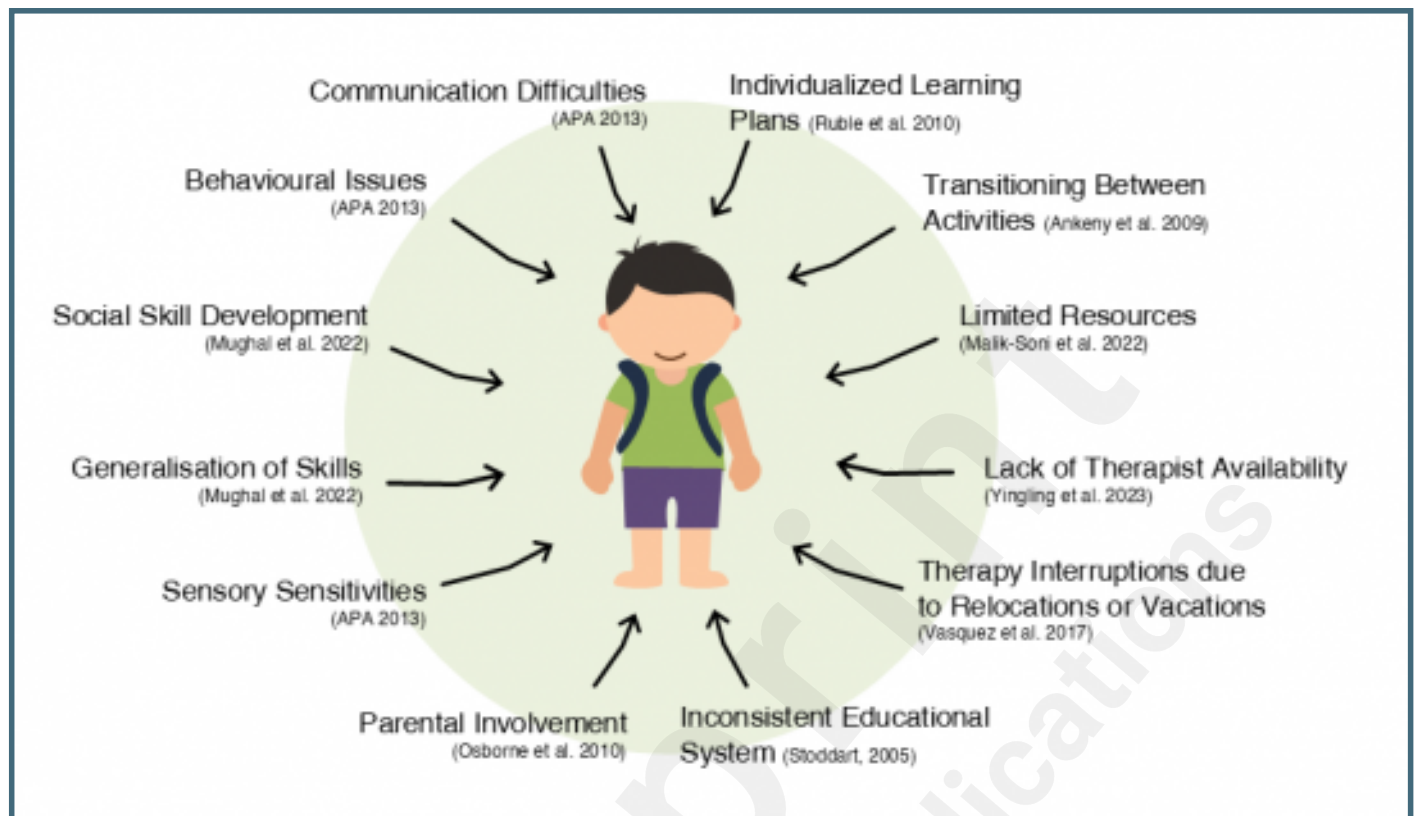 Communication Difficulties
(APA 2013)
Individualized Learning
Plans (Ruble et al. 2010)
Behavioural Issues
(APA 2013)
Transitioning Between
Activities (Ankeny et al. 2009)
Social Skill Development
(Mughal et al. 2022)
Limited Resources
(Malik-Soni et al. 2022)
Generalisation of Skills
(Mughal et al. 2022)
Lack of Therapist Availability
(Yingling et al. 2023)
Sensory Sensitivities
(APA 2013)
Therapy Interruptions due
to Relocations or Vacations
(Vasquez et al. 2017)
Parental Involvement
(Osborne et al. 2010)
Inconsistent Educational
System (Stoddart, 2005)
print
lications